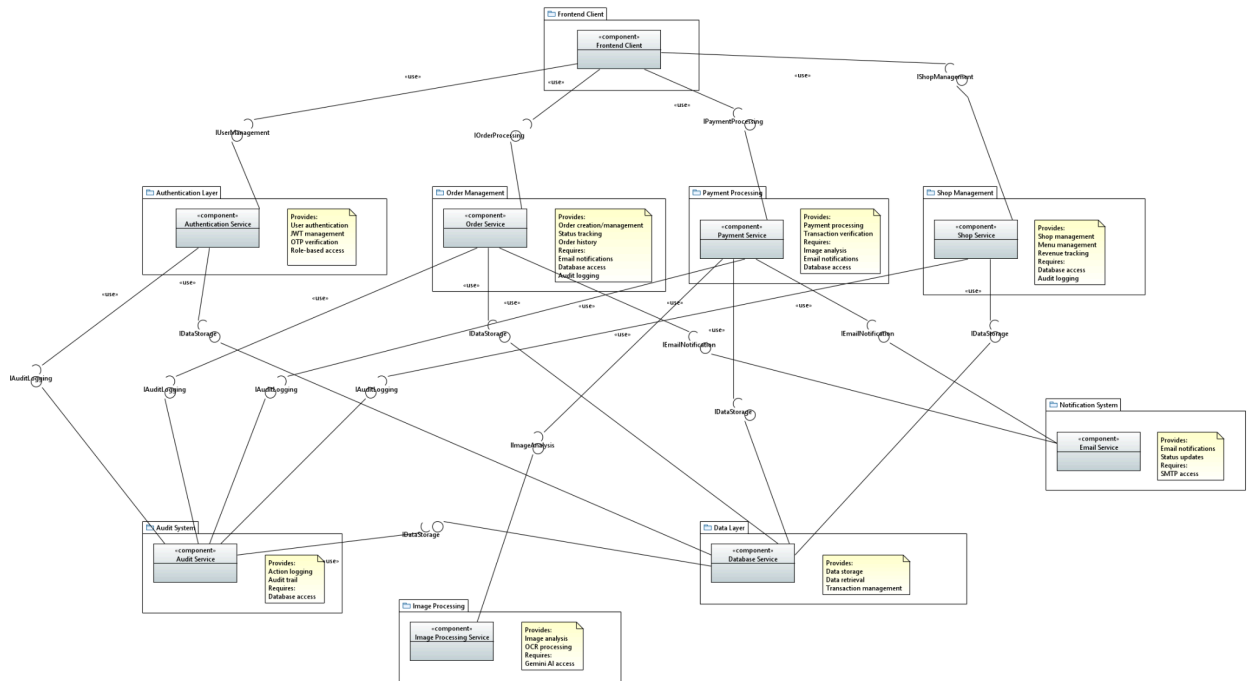 Frontend Client
«component»
Frontend Client
«use»
«use»
«use»
«use»
IShopManagement
IUserManagement
IOrderProcessing
IPaymentProcessing
Authentication Layer
«component»
Authentication Service
Provides:
User authentication
JWT management
OTP verification
Role-based access
Order Management
«component»
Order Service
Provides:
Order creation/management
Status tracking
Order history
Requires:
Email notifications
Database access
Audit logging
Payment Processing
«component»
Payment Service
Provides:
Payment processing
Transaction verification
Requires:
Image analysis
Email notifications
Database access
Shop Management
«component»
Shop Service
Provides:
Shop management
Menu management
Revenue tracking
Requires:
Database access
Audit logging
«use»
«use»
«use»
«use»
«use»
«use»
«use»
«use»
«use»
IDataStorage
IDataStorage
IEmailNotification
IEmailNotification
IDataStorage
IAuditLogging
IAuditLogging
IAuditLogging
IAuditLogging
IDataStorage
IImageAnalysis
Notification System
«component»
Email Service
Provides:
Email notifications
Status updates
Requires:
SMTP access
Audit System
«component»
Audit Service
Provides:
Action logging
Audit trail
Requires:
Database access
«use»
IDataStorage
Data Layer
«component»
Database Service
Provides:
Data storage
Data retrieval
Transaction management
Image Processing
«component»
Image Processing Service
Provides:
Image analysis
OCR processing
Requires:
Gemini AI access